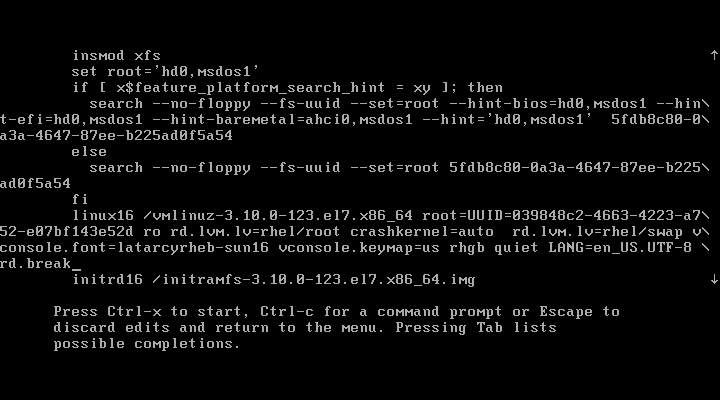 insmod xfs
set root='hd0,msdos1'
if [ x$feature_platform_search_hint = xy ]; then
search --no-floppy --fs-uuid --set=root --hint-bios=hd0,msdos1 --hin\
t-efi=hd0,msdos1 --hint-baremetal=ahci0,msdos1 --hint='hd0,msdos1'  5fdb8c80-0\
a3a-4647-87ee-b225ad0f5a54
else
search --no-floppy --fs-uuid --set=root 5fdb8c80-0a3a-4647-87ee-b225\
ad0f5a54
fi
linux16 /vmlinuz-3.10.0-123.el7.x86_64 root=UUID=039848c2-4663-4223-a7\
52-e07bf143e52d ro rd.lvm.lv=rhel/root crashkernel=auto  rd.lvm.lv=rhel/swap v\
console.font=latarcyrheb-sun16 vconsole.keymap=us rhgb quiet LANG=en_US.UTF-8 \
rd.break_
initrd16 /initramfs-3.10.0-123.el7.x86_64.img
Press Ctrl-x to start, Ctrl-c for a command prompt or Escape to
discard edits and return to the menu. Pressing Tab lists
possible completions.